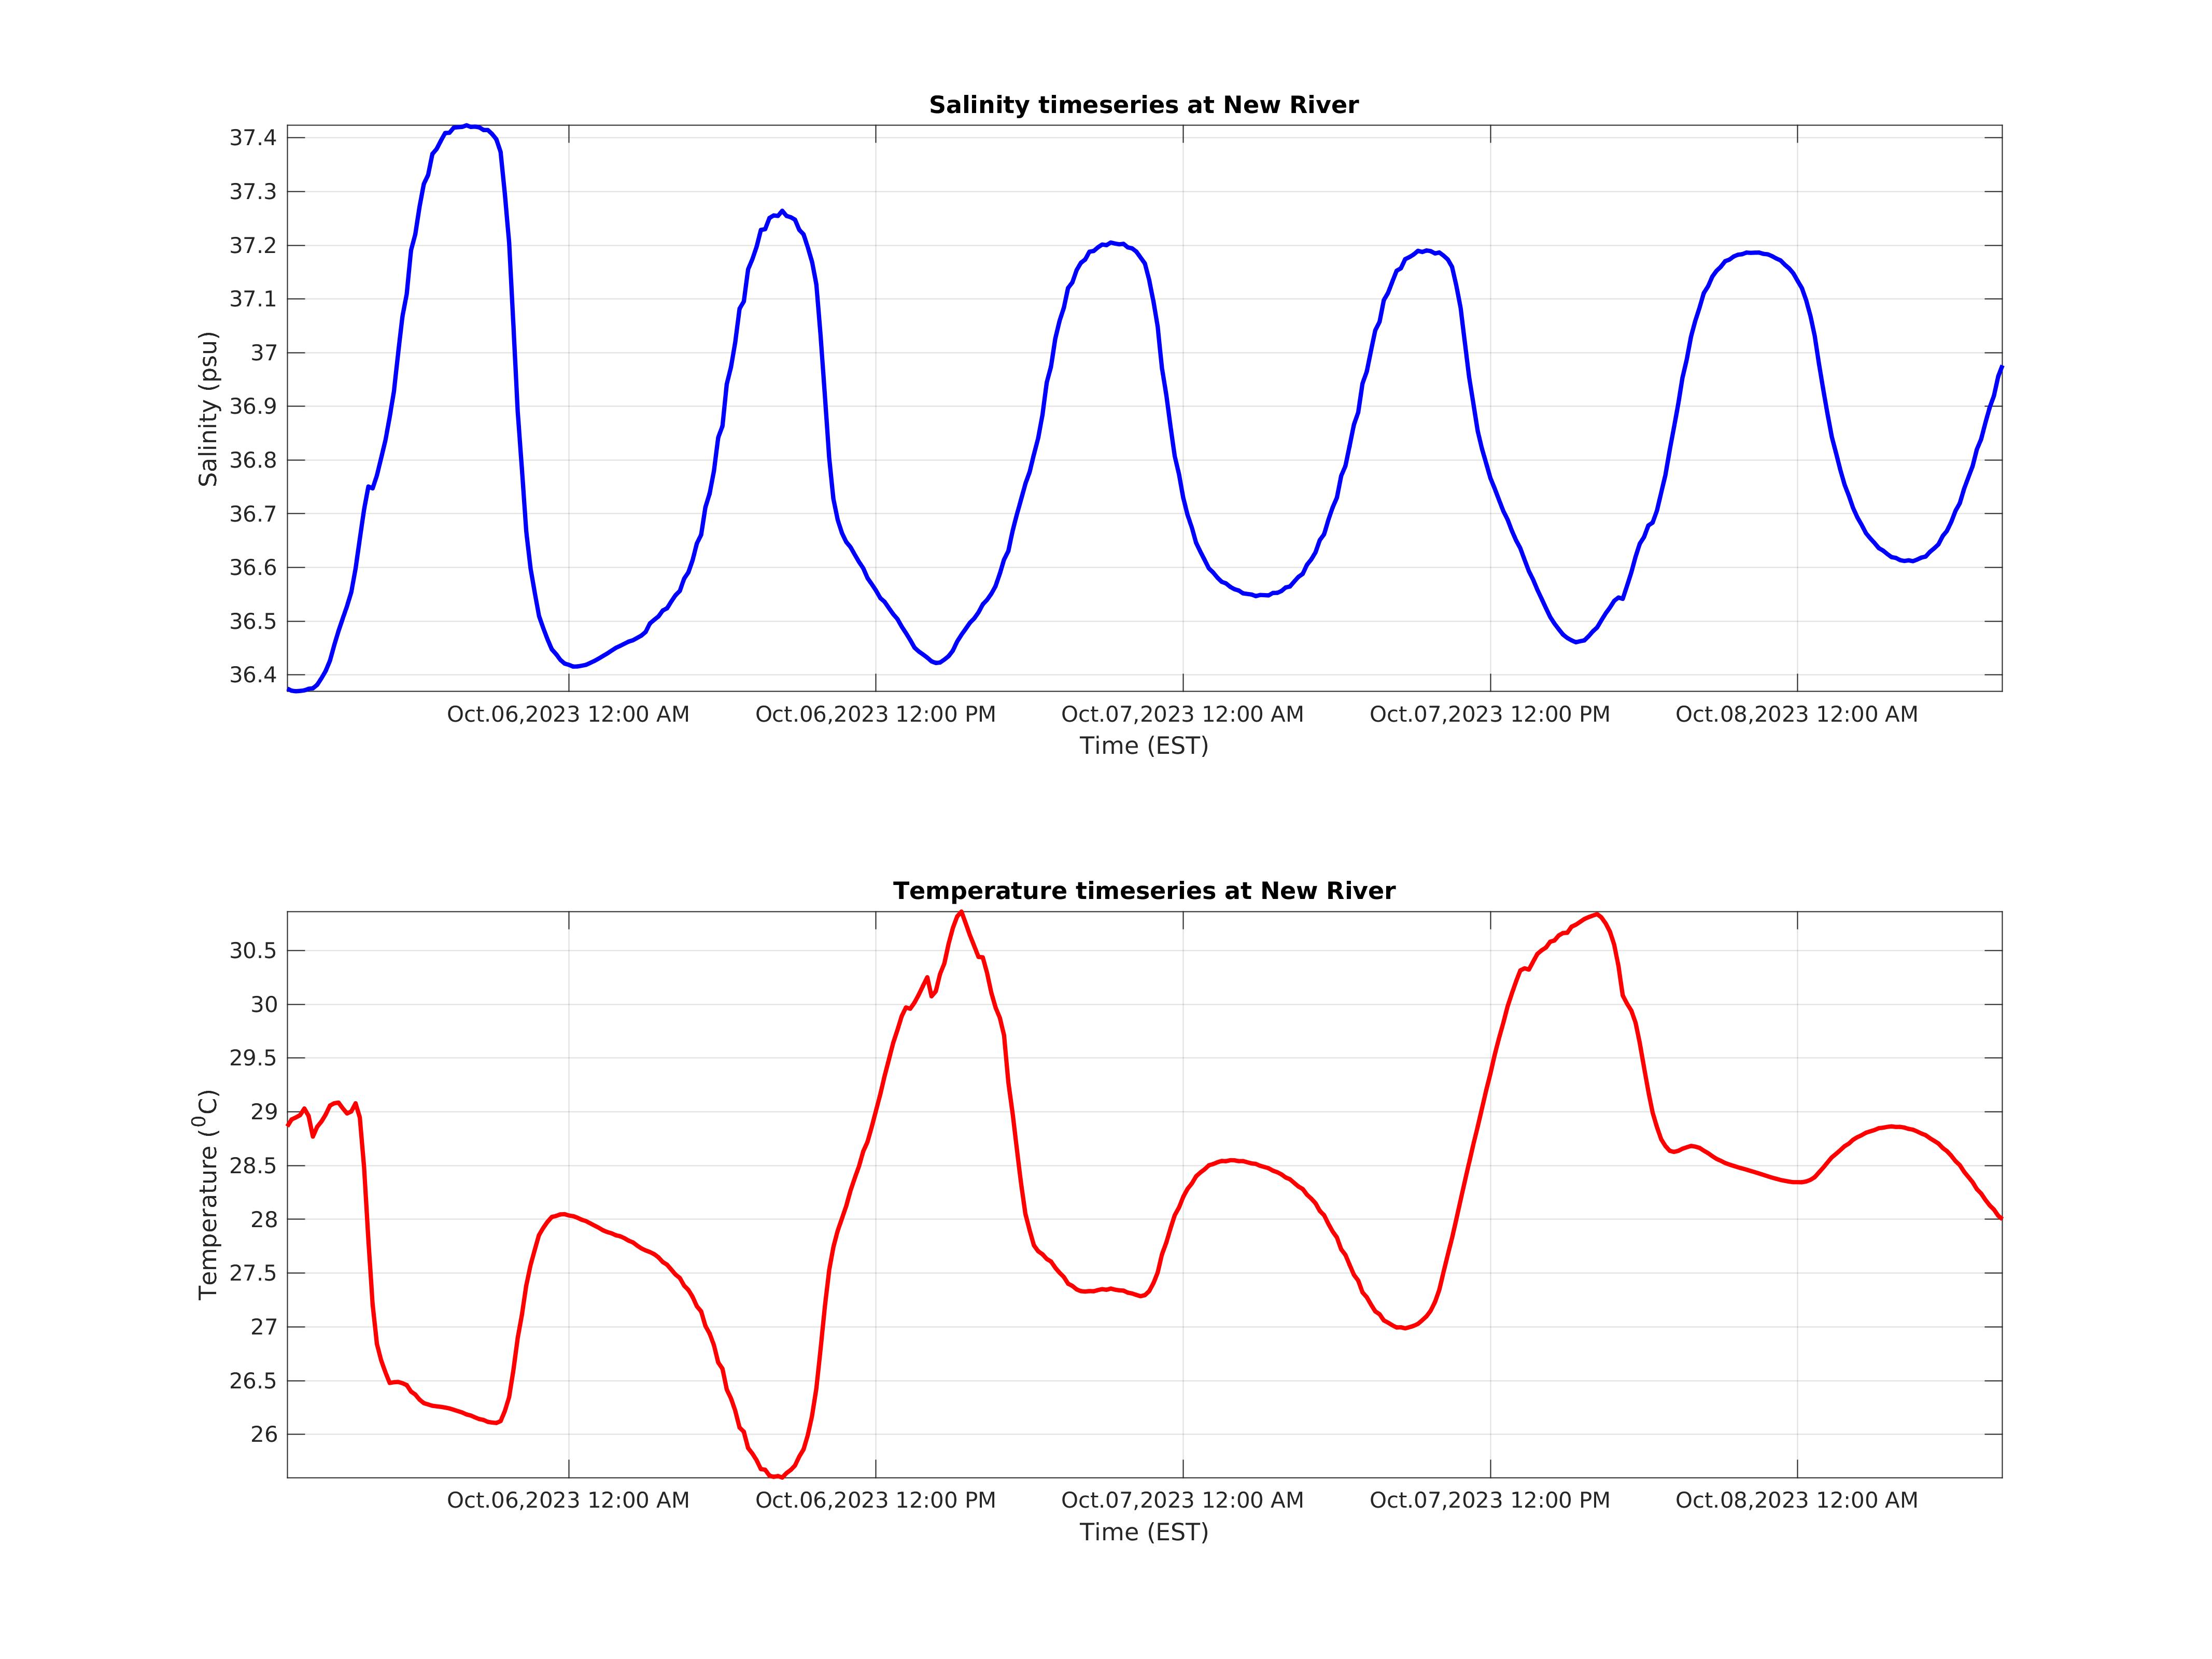 Salinity timeseries at New River
37.4
37.3
37.2
37.1
37
36.9
36.8
36.7
36.6
36.5
36.4
Salinity (psu)
Oct.06,2023 12:00 AM Oct.06,2023 12:00 PM Oct.07,2023 12:00 AM Oct.07,2023 12:00 PM Oct.08,2023 12:00 AM
Time (EST)
Temperature timeseries at New River
30.5
30
29.5
29
28.5
28
27.5
27
26.5
26
Temperature (⁰C)
Oct.06,2023 12:00 AM Oct.06,2023 12:00 PM Oct.07,2023 12:00 AM Oct.07,2023 12:00 PM Oct.08,2023 12:00 AM
Time (EST)